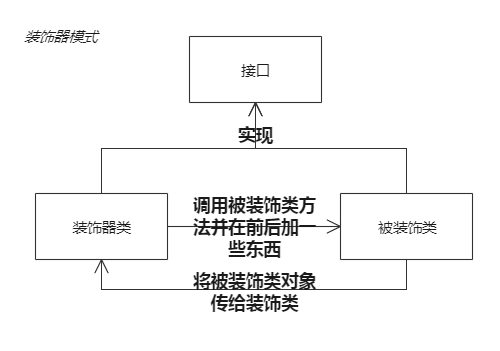 装饰器模式
接口
实现
调用被装饰类方
法并在前后加一
些东西
装饰器类
被装饰类
将被装饰类对象
传给装饰类